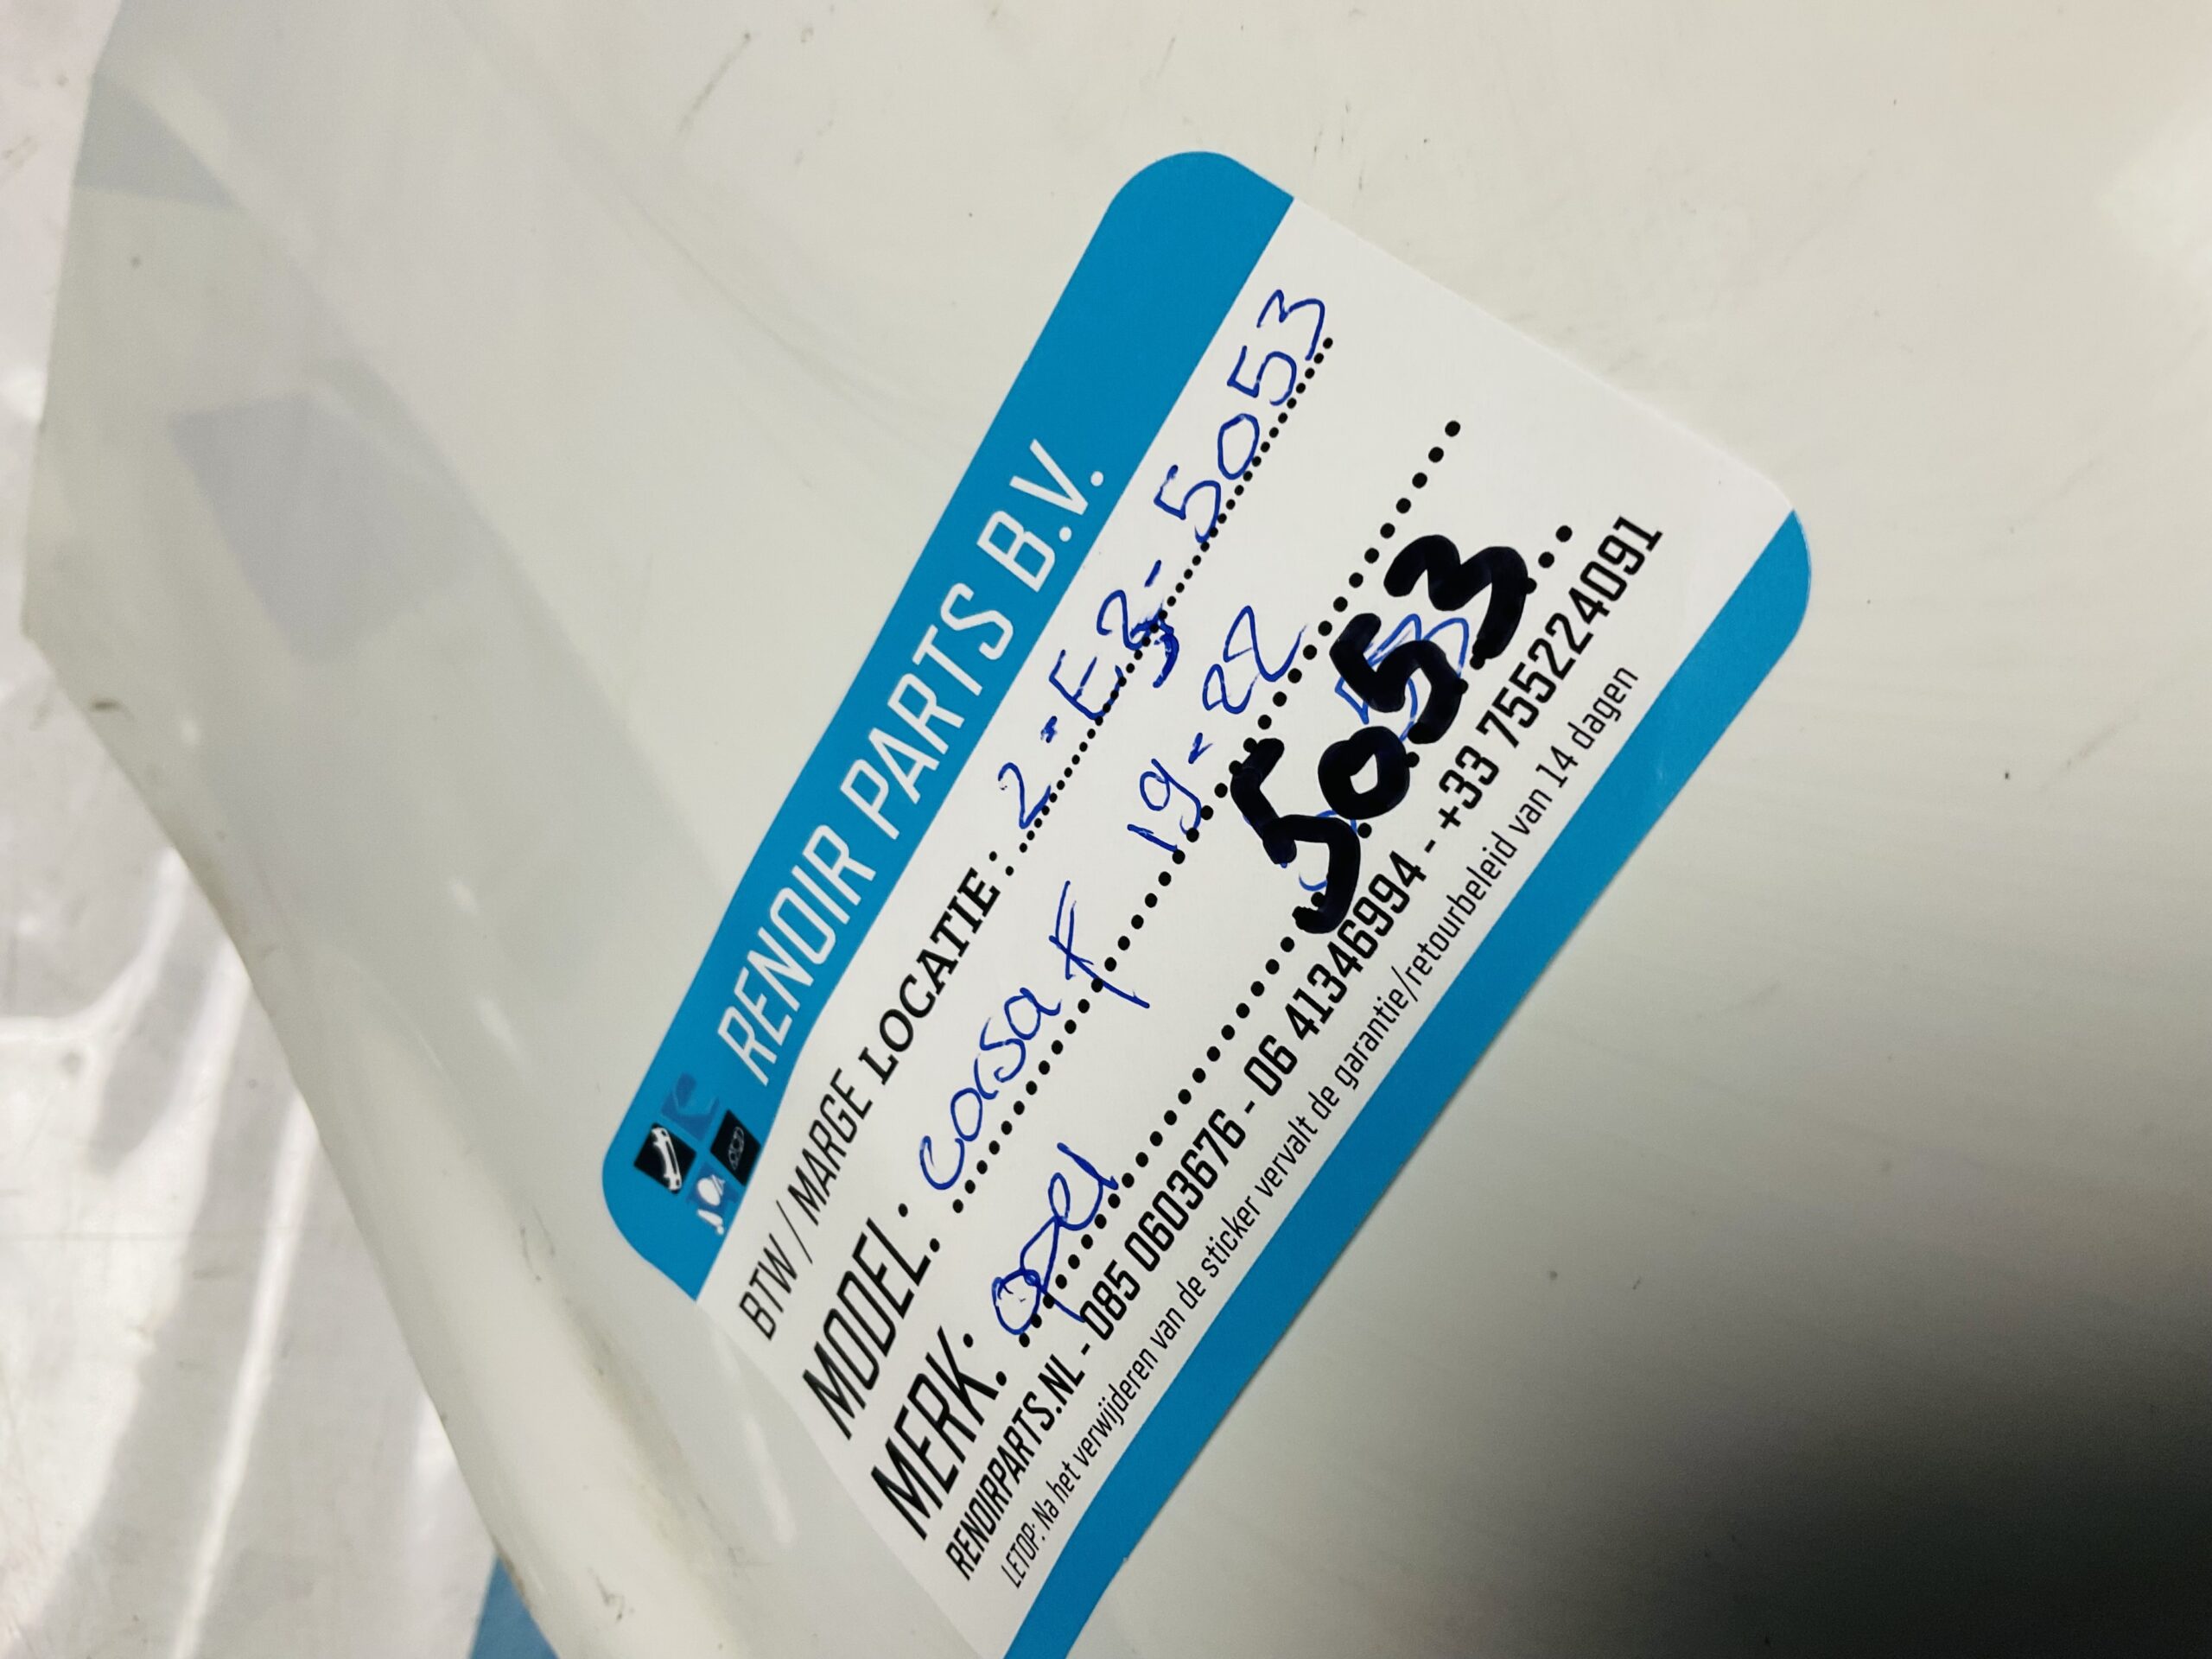 RENOIR PARTS B.V.
BTW / MARGE LOCATIE: 2-E2-5053
MODEL: Corsa F 19-22
MERK: opel 5053
RENOIRPARTS.NL - 085 0603676 - 06 41346994 - +33 755224091
LETOP: Na het verwijderen van de sticker vervalt de garantie/retourbeleid van 14 dagen